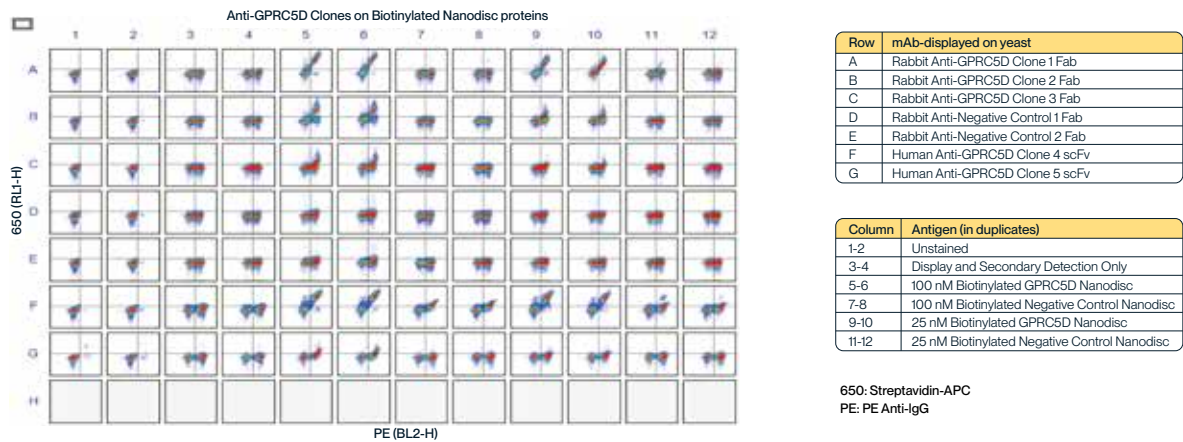 Anti-GPRC5D Clones on Biotinylated Nanodisc proteins
1 2 3 4 5 6 7 8 9 10 11 12
A
B
C
D
E
F
G
H
650 (RL1-H)
PE (BL2-H)
Row mAb-displayed on yeast
A Rabbit Anti-GPRC5D Clone 1 Fab
B Rabbit Anti-GPRC5D Clone 2 Fab
C Rabbit Anti-GPRC5D Clone 3 Fab
D Rabbit Anti-Negative Control 1 Fab
E Rabbit Anti-Negative Control 2 Fab
F Human Anti-GPRC5D Clone 4 scFv
G Human Anti-GPRC5D Clone 5 scFv
Column Antigen (in duplicates)
1-2 Unstained
3-4 Display and Secondary Detection Only
5-6 100 nM Biotinylated GPRC5D Nanodisc
7-8 100 nM Biotinylated Negative Control Nanodisc
9-10 25 nM Biotinylated GPRC5D Nanodisc
11-12 25 nM Biotinylated Negative Control Nanodisc
650: Streptavidin-APC
PE: PE Anti-IgG